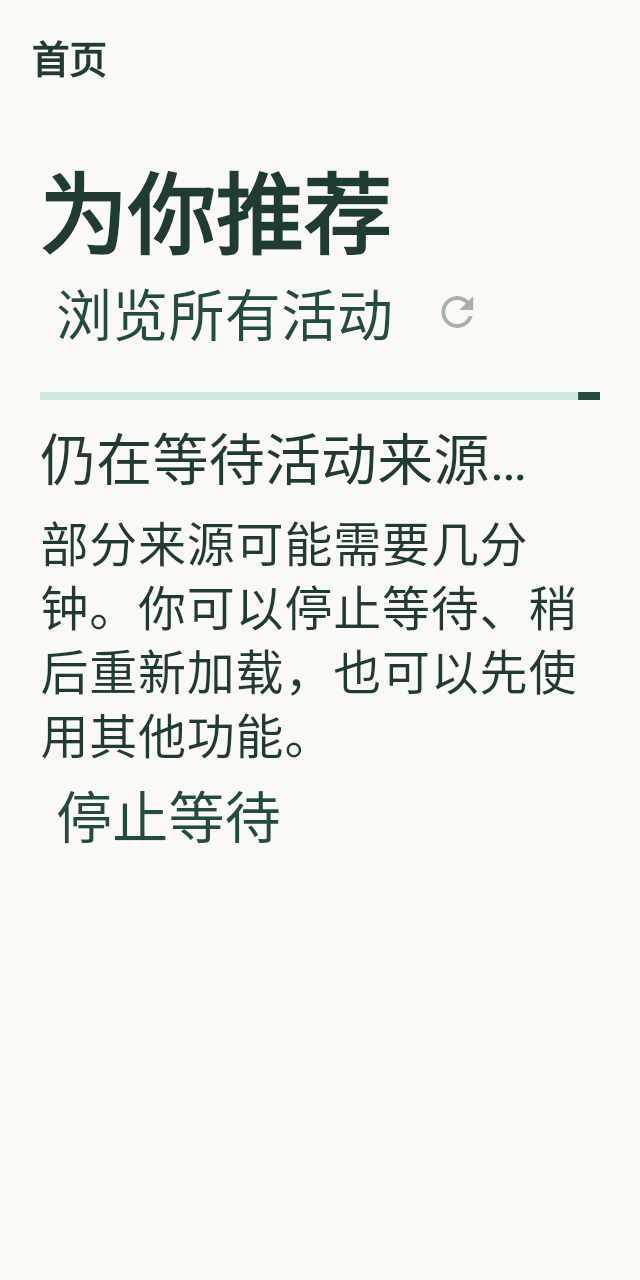 首页
为你推荐
浏览所有活动
仍在等待活动来源...
部分来源可能需要几分
钟。你可以停止等待、稍
后重新加载，也可以先使
用其他功能。
停止等待